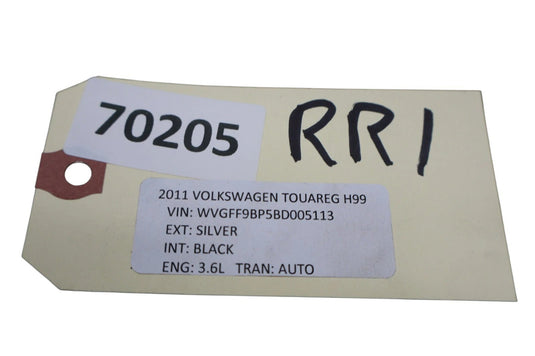 70205
RR1
2011 VOLKSWAGEN TOUAREG H99
VIN: WVGFF9BP5BD005113
EXT: SILVER
INT: BLACK
ENG: 3.6L TRAN: AUTO